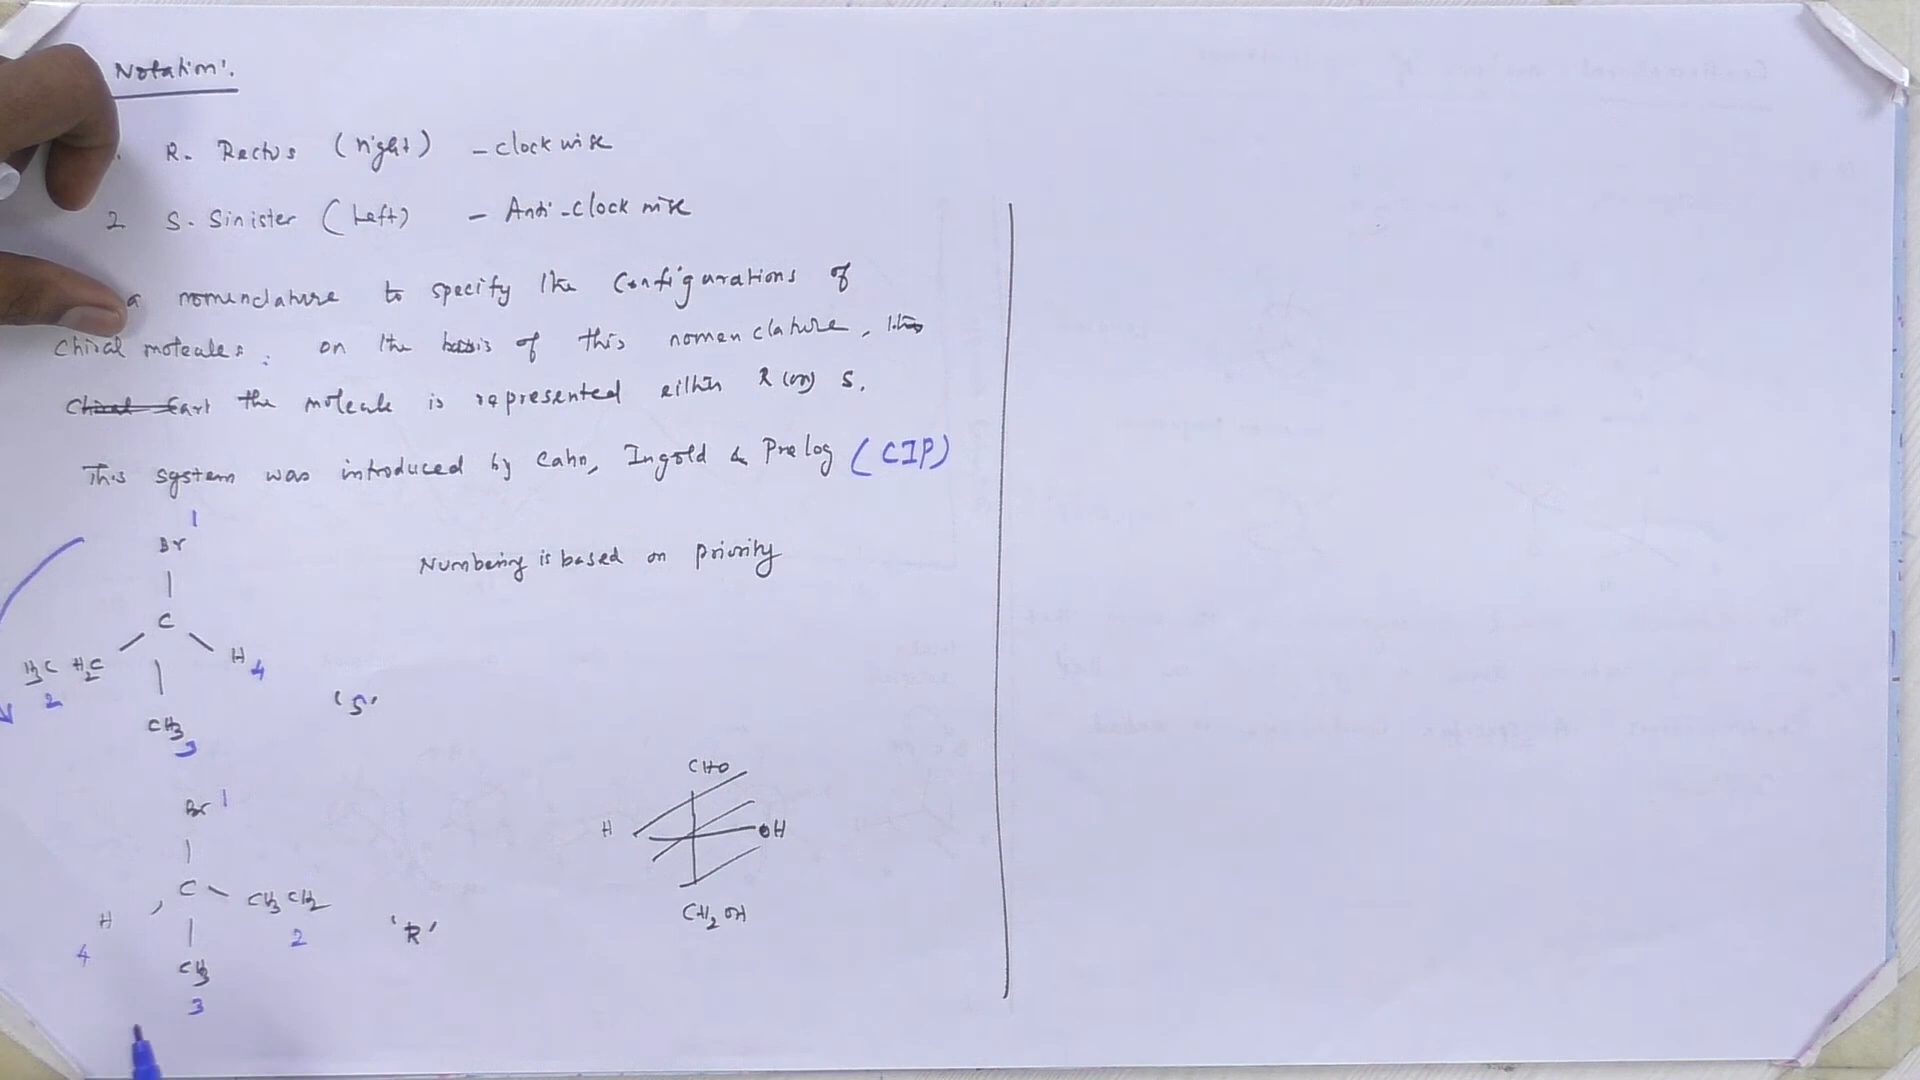 Notation:
R. Rectus (right) - clock wise
2 S. Sinister (Left) - Anti-clock wise
a nomenclature to specify the Configurations of
Chiral molecules. on the basis of this nomenclature,
the molecule is represented either R (or) S.
This system was introduced by Cahn, Ingold & Prelog (CIP)
1
Br
Numbering is based on priority
C
H3C H2C H
2 4
'S'
CH3
3
CHO
Br 1
H OH
C CH3 CH2
H 'R'
4 2
CH2 OH
CH3
3